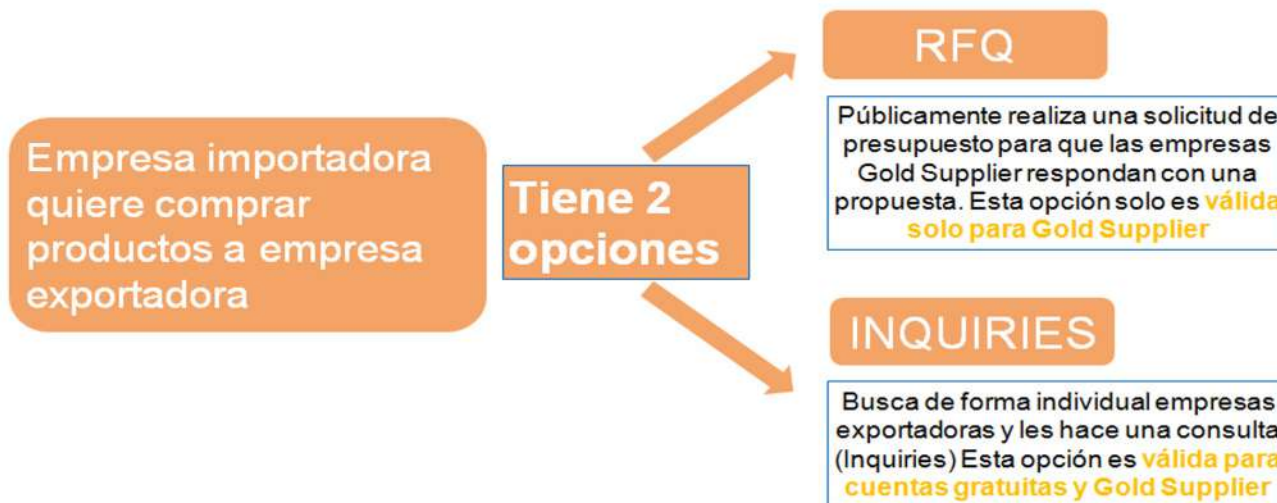 Empresa importadora
quiere comprar
productos a empresa
exportadora
Tiene 2
opciones
RFQ
Públicamente realiza una solicitud de
presupuesto para que las empresas
Gold Supplier respondan con una
propuesta. Esta opción solo es válida
solo para Gold Supplier
INQUIRIES
Busca de forma individual empresas
exportadoras y les hace una consulta
(Inquiries) Esta opción es válida para
cuentas gratuitas y Gold Supplier